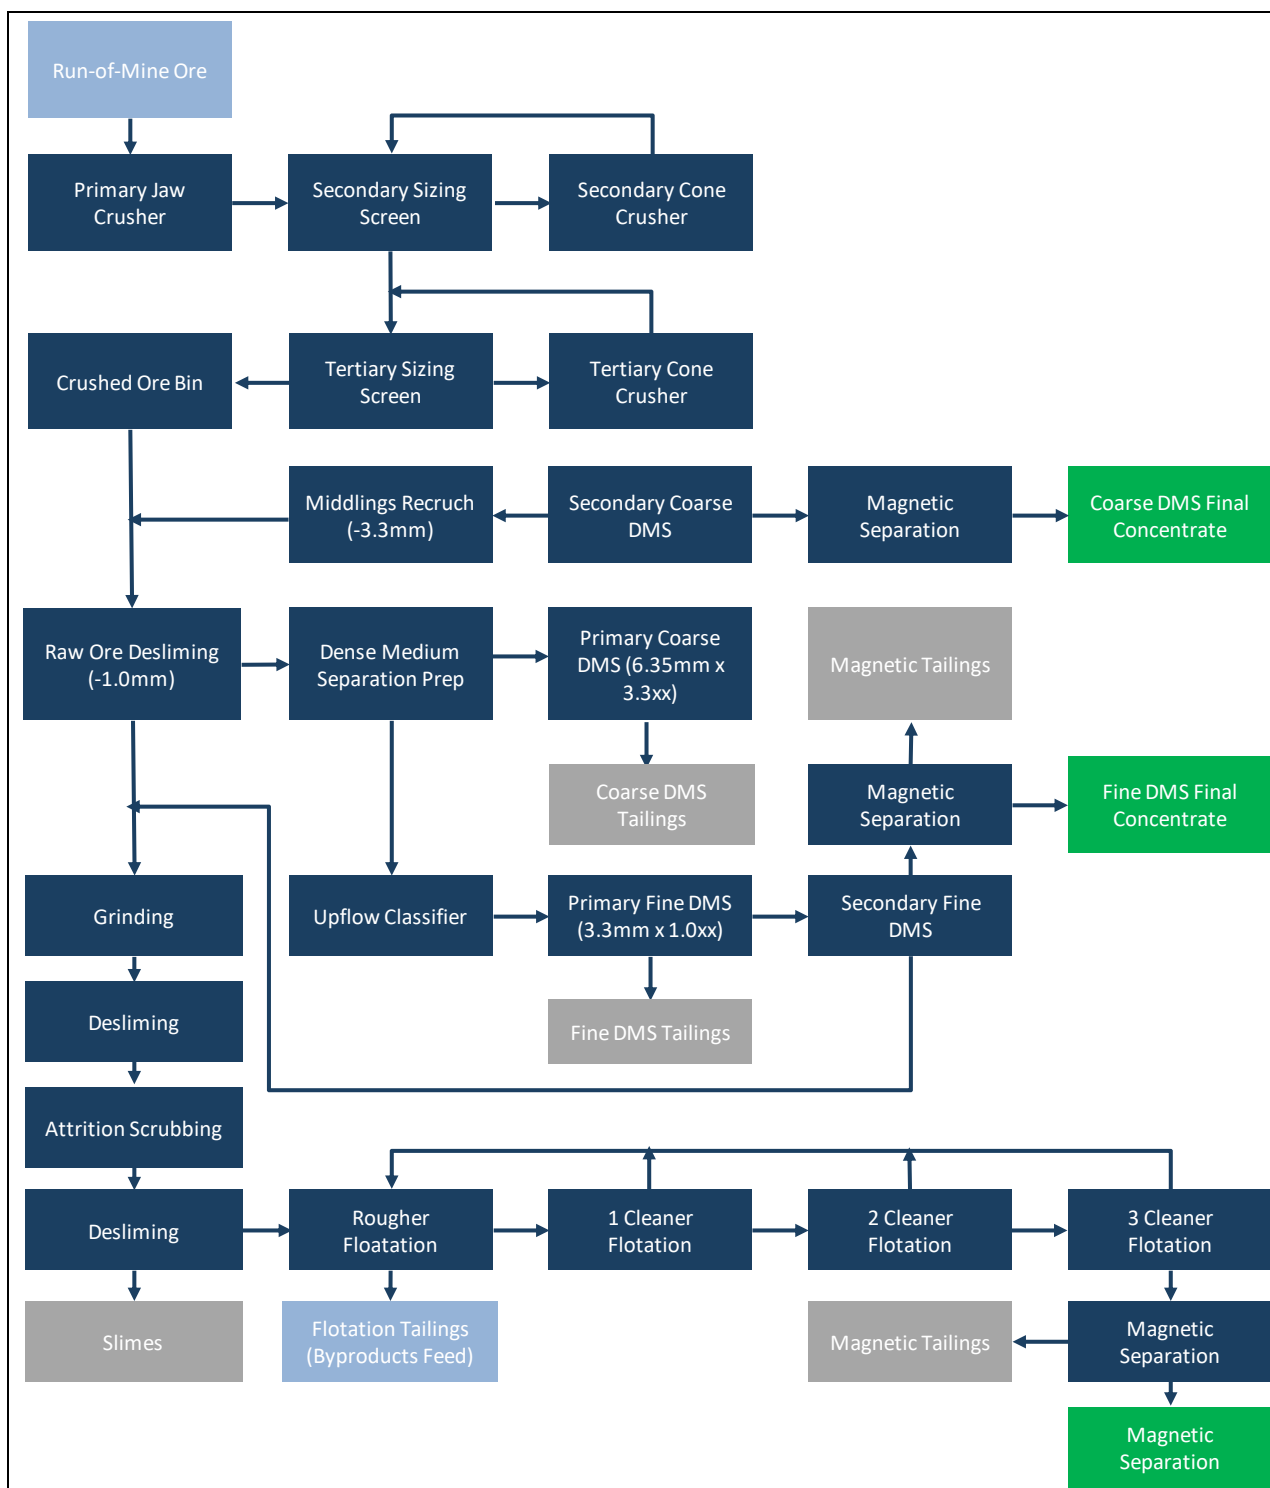 Run-of-Mine Ore
Primary Jaw
Crusher
Secondary Sizing
Screen
Secondary Cone
Crusher
Crushed Ore Bin
Tertiary Sizing
Screen
Tertiary Cone
Crusher
Middlings Recruch
(-3.3mm)
Secondary Coarse
DMS
Magnetic
Separation
Coarse DMS Final
Concentrate
Raw Ore Desliming
(-1.0mm)
Dense Medium
Separation Prep
Primary Coarse
DMS (6.35mm x
3.3xx)
Magnetic Tailings
Coarse DMS
Tailings
Magnetic
Separation
Fine DMS Final
Concentrate
Grinding
Upflow Classifier
Primary Fine DMS
(3.3mm x 1.0xx)
Secondary Fine
DMS
Desliming
Fine DMS Tailings
Attrition Scrubbing
Desliming
Rougher
Floatation
1 Cleaner
Flotation
2 Cleaner
Flotation
3 Cleaner
Flotation
Slimes
Flotation Tailings
(Byproducts Feed)
Magnetic Tailings
Magnetic
Separation
Magnetic
Separation